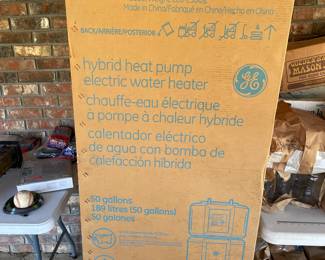 Made in China/Fabriqué en Chine/Hecho en China
BACK/ARRIÈRE/POSTERIOR
hybrid heat pump
electric water heater
GE
chauffe-eau électrique
à pompe à chaleur hybride
calentador eléctrico
de agua con bomba de
calefacción híbrida
50 gallons
189 litres (50 gallons)
50 galones
MASON